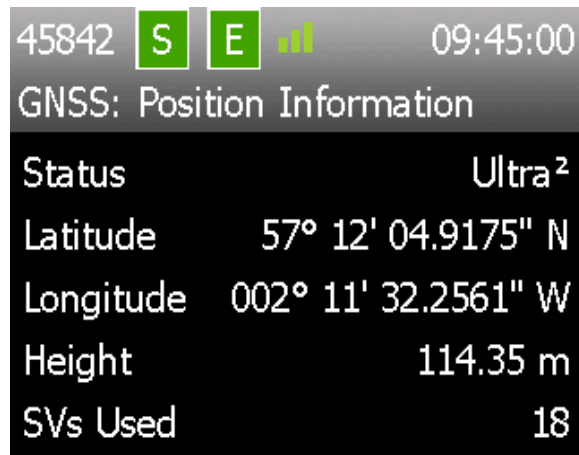 45842 S E 09:45:00
GNSS: Position Information
Status Ultra²
Latitude 57° 12' 04.9175" N
Longitude 002° 11' 32.2561" W
Height 114.35 m
SVs Used 18